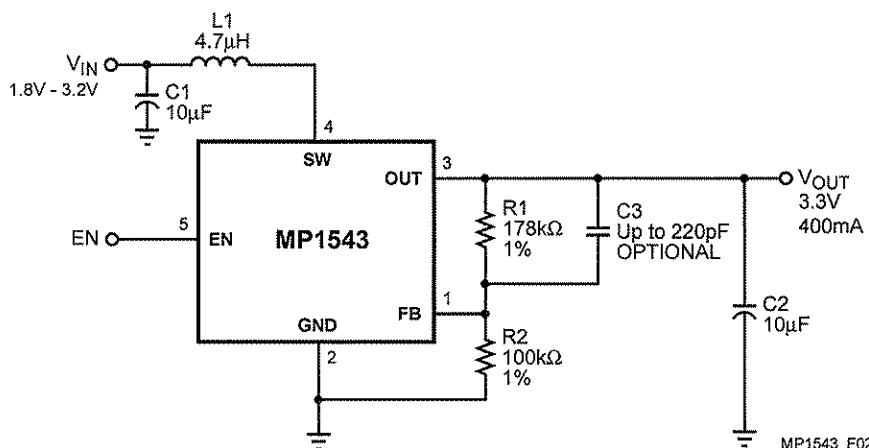 L1
4.7μH
VIN
1.8V - 3.2V
C1
10μF
4
SW
OUT
3
VOUT
3.3V
400mA
R1
178kΩ
1%
C3
Up to 220pF
OPTIONAL
EN
5
EN
MP1543
FB
1
GND
2
R2
100kΩ
1%
C2
10μF
MP1543_F02